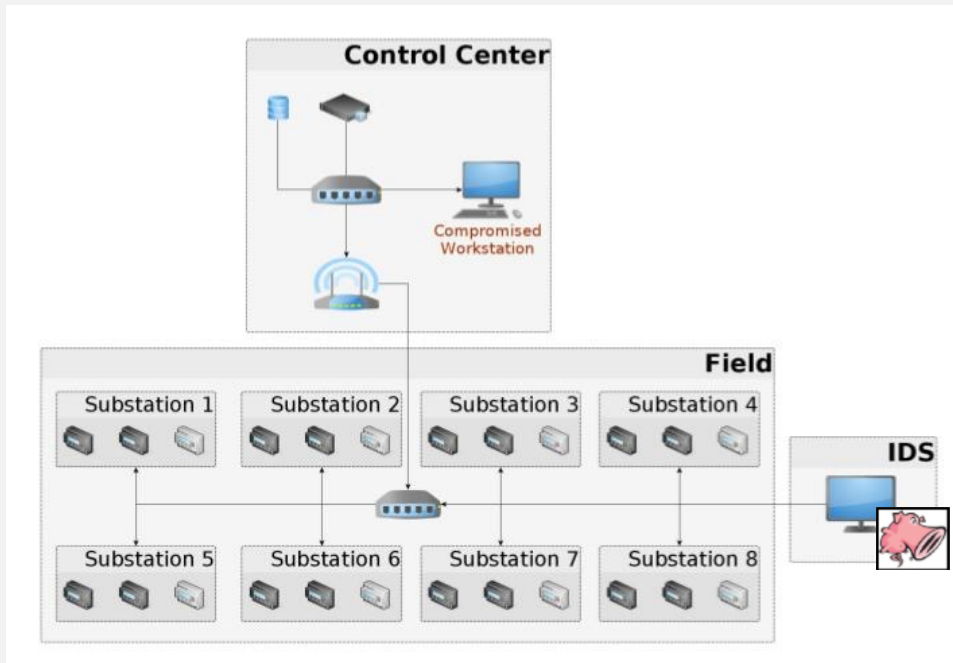 Control Center
Compromised
Workstation
Field
Substation 1
Substation 2
Substation 3
Substation 4
IDS
Substation 5
Substation 6
Substation 7
Substation 8